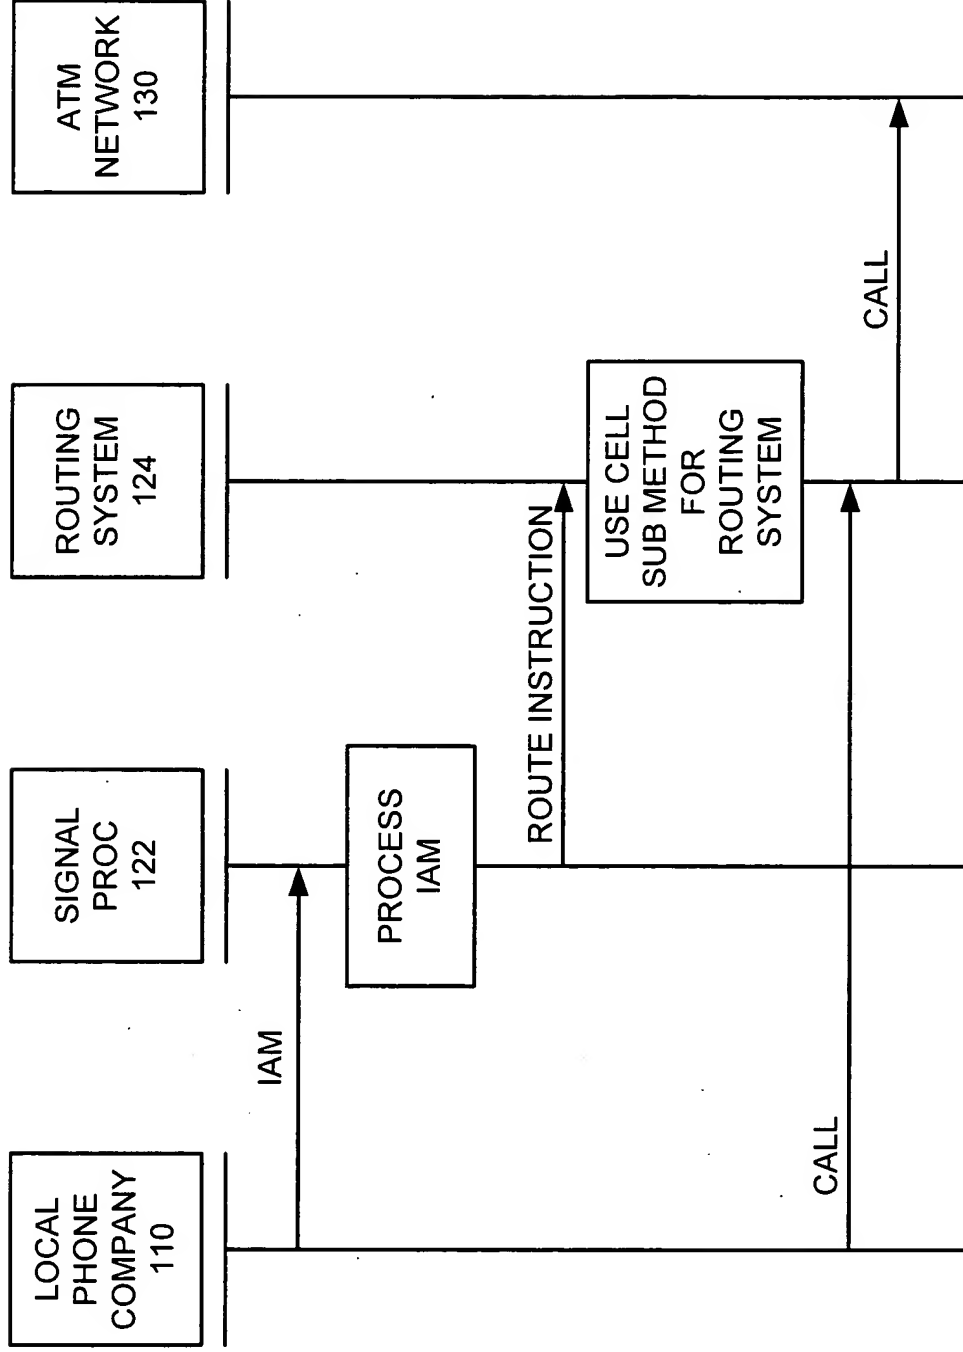 LOCAL
PHONE
COMPANY
110
SIGNAL
PROC
122
ROUTING
SYSTEM
124
ATM
NETWORK
130
IAM
PROCESS
IAM
ROUTE INSTRUCTION
USE CELL
SUB METHOD
FOR
ROUTING
SYSTEM
CALL
CALL